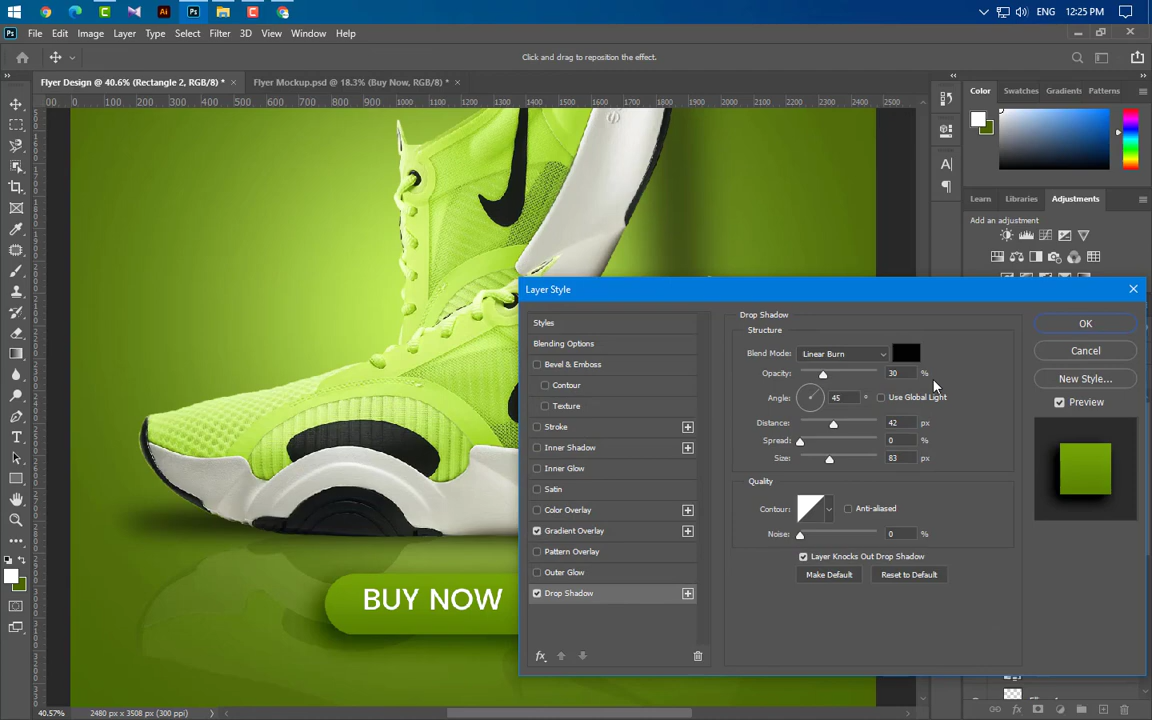 ENG 12:25 PM
Ps File Edit Image Layer Type Select Filter 3D View Window Help
Click and drag to reposition the effect.
Flyer Design @ 40.6% (Rectangle 2, RGB/8) * × Flyer Mockup.psd @ 18.3% (Buy Now, RGB/8) * ×
Color Swatches Gradients Patterns
Learn Libraries Adjustments
Add an adjustment
Layer Style
Styles
Blending Options
Bevel & Emboss
Contour
Texture
Stroke
Inner Shadow
Inner Glow
Satin
Color Overlay
Gradient Overlay
Pattern Overlay
Outer Glow
Drop Shadow
Drop Shadow
Structure
Blend Mode: Linear Burn
Opacity: 30 %
Angle: 45 ° Use Global Light
Distance: 42 px
Spread: 0 %
Size: 83 px
Quality
Contour: Anti-aliased
Noise: 0 %
Layer Knocks Out Drop Shadow
Make Default Reset to Default
OK
Cancel
New Style...
Preview
BUY NOW
40.57% 2480 px x 3508 px (300 ppi)